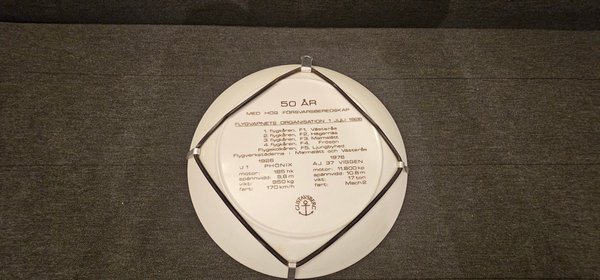 50 ÅR
MED HÖG FÖRSVARSBEREDSKAP
FLYGVAPNETS ORGANISATION 1 JULI 1926
1. flygkåren, F1, Västerås
2. flygkåren, F2, Hägernäs
3. flygkåren, F3, Malmslätt
4. flygkåren, F4, Frösön
Flygskolkåren, F5, Ljungbyhed
Flygverkstäderna i Malmslätt och Västerås
1926 1976
J 1 PHÖNIX AJ 37 VIGGEN
motor: 185 hk motor: 11.800 kp
spännvidd: 9,8 m spännvidd: 10,6 m
vikt: 950 kg vikt: 17 ton
fart: 170 km/h fart: Mach 2
GUSTAVSBERG